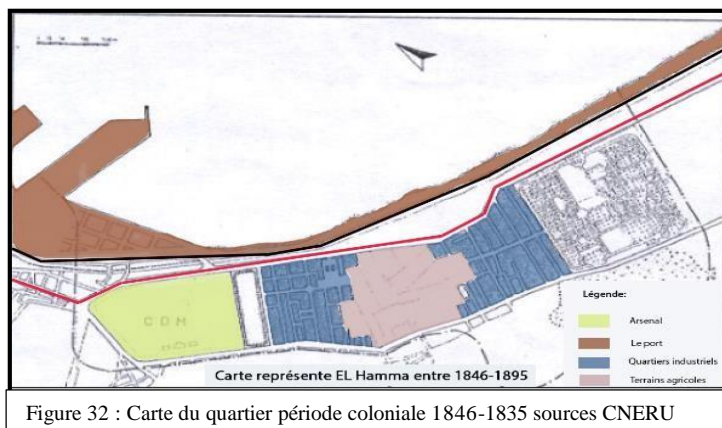 C D M
Légende:
Arsenal
Le port
Quartiers industriels
Terrains agricoles
Carte représente EL Hamma entre 1846-1895
Figure 32 : Carte du quartier période coloniale 1846-1835 sources CNERU